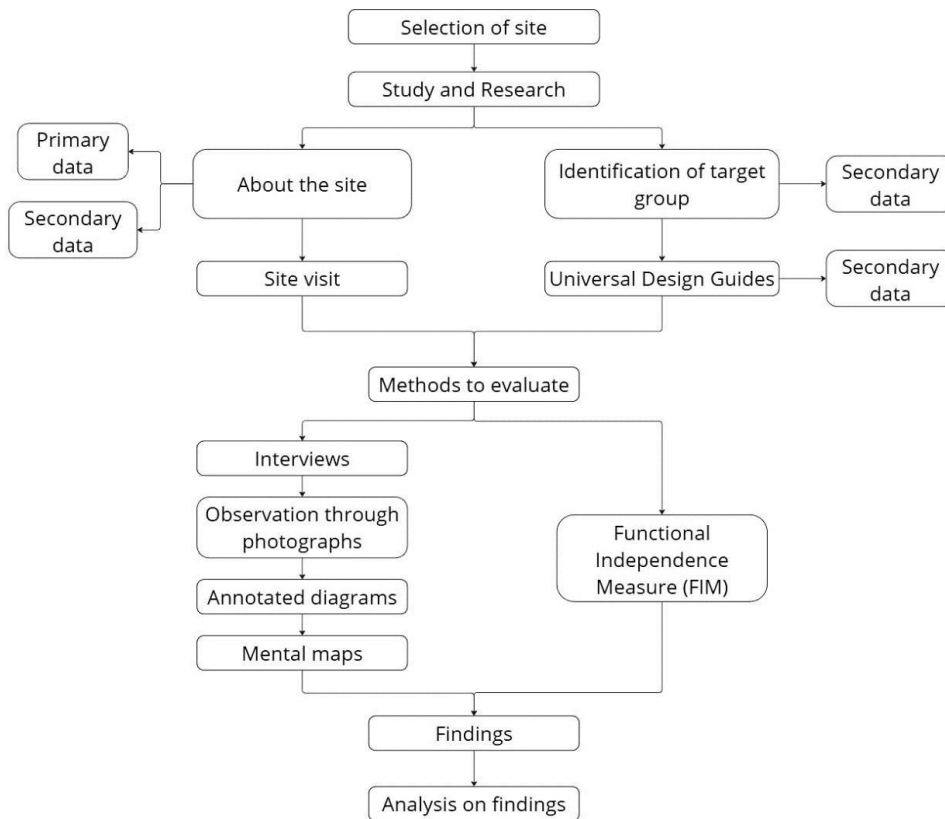 Selection of site
Study and Research
Primary
data
Secondary
data
About the site
Identification of target
group
Secondary
data
Site visit
Universal Design Guides
Secondary
data
Methods to evaluate
Interviews
Observation through
photographs
Annotated diagrams
Mental maps
Functional
Independence
Measure (FIM)
Findings
Analysis on findings